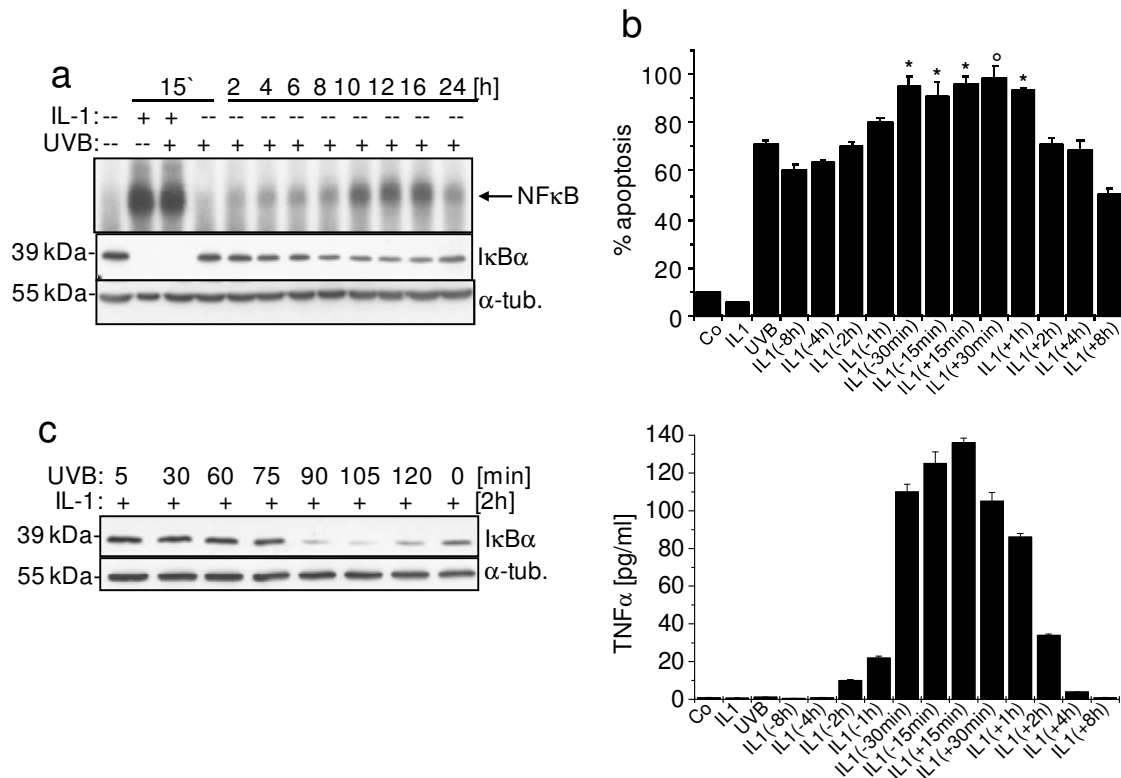 a
15` 2 4 6 8 10 12 16 24 [h]
IL-1: -- + + -- -- -- -- -- -- -- -- --
UVB: -- -- + + + + + + + + + +
NFκB
39 kDa- IκBα
55 kDa- α-tub.
b
% apoptosis
100
80
60
40
20
0
Co IL1 UVB IL1(-8h) IL1(-4h) IL1(-2h) IL1(-1h) IL1(-30min) IL1(-15min) IL1(+15min) IL1(+30min) IL1(+1h) IL1(+2h) IL1(+4h) IL1(+8h)
* * * ° *
c
UVB: 5 30 60 75 90 105 120 0 [min]
IL-1: + + + + + + + + [2h]
39 kDa- IκBα
55 kDa- α-tub.
TNFα [pg/ml]
140
120
100
80
60
40
20
0
Co IL1 UVB IL1(-8h) IL1(-4h) IL1(-2h) IL1(-1h) IL1(-30min) IL1(-15min) IL1(+15min) IL1(+30min) IL1(+1h) IL1(+2h) IL1(+4h) IL1(+8h)